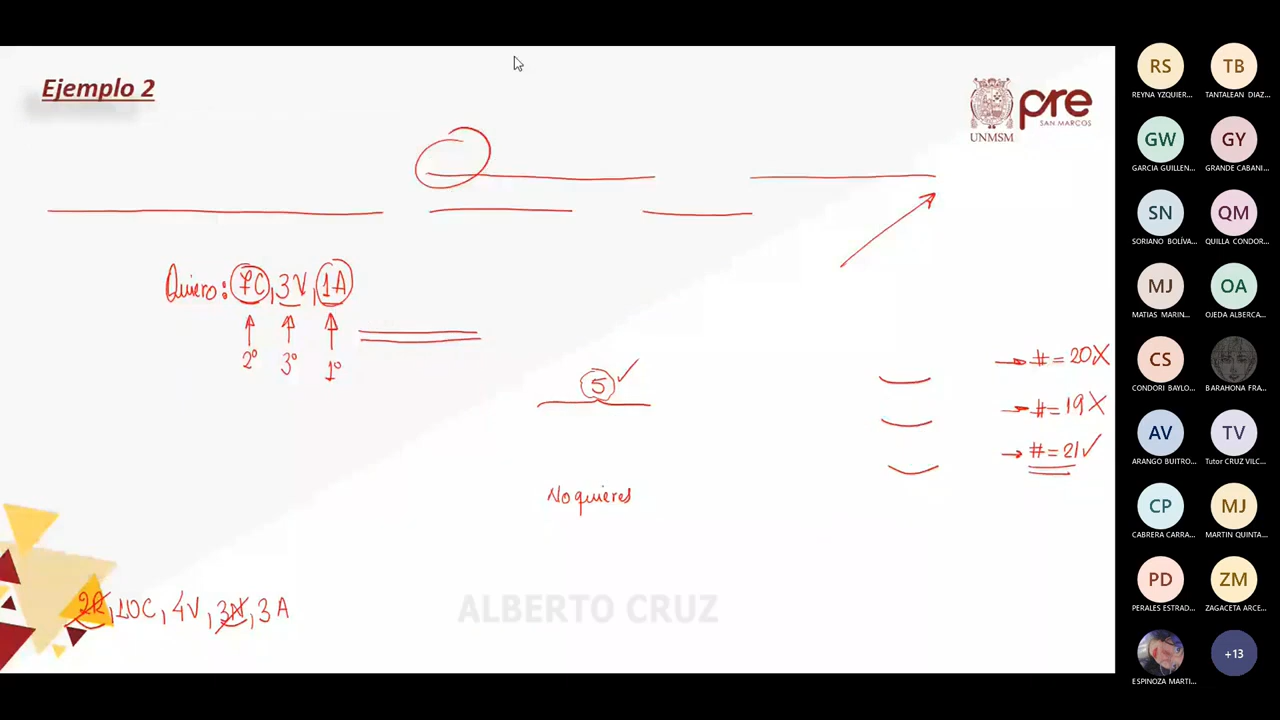 Ejemplo 2
UNMSM
pre
SAN MARCOS
Quiero: 7C, 3V, 1A
2° 3° 1°
5 ✓
→ # = 20 X
→ # = 19 X
→ # = 21 ✓
No quieres
2R, 10C, 4V, 3N, 3A
ALBERTO CRUZ
RS
REYNA YZQUIER...
TB
TANTALEAN DIAZ...
GW
GARCIA GUILLEN...
GY
GRANDE CABANI...
SN
SORIANO BOLÍVA...
QM
QUILLA CONDOR...
MJ
MATIAS MARIN...
OA
OJEDA ALBERCA...
CS
CONDORI BAYLO...
BARAHONA FRA...
AV
ARANGO BUITRO...
TV
Tutor CRUZ VILC...
CP
CABRERA CARRA...
MJ
MARTIN QUINTA...
PD
PERALES ESTRAD...
ZM
ZAGACETA ARCE...
ESPINOZA MARTI...
+13